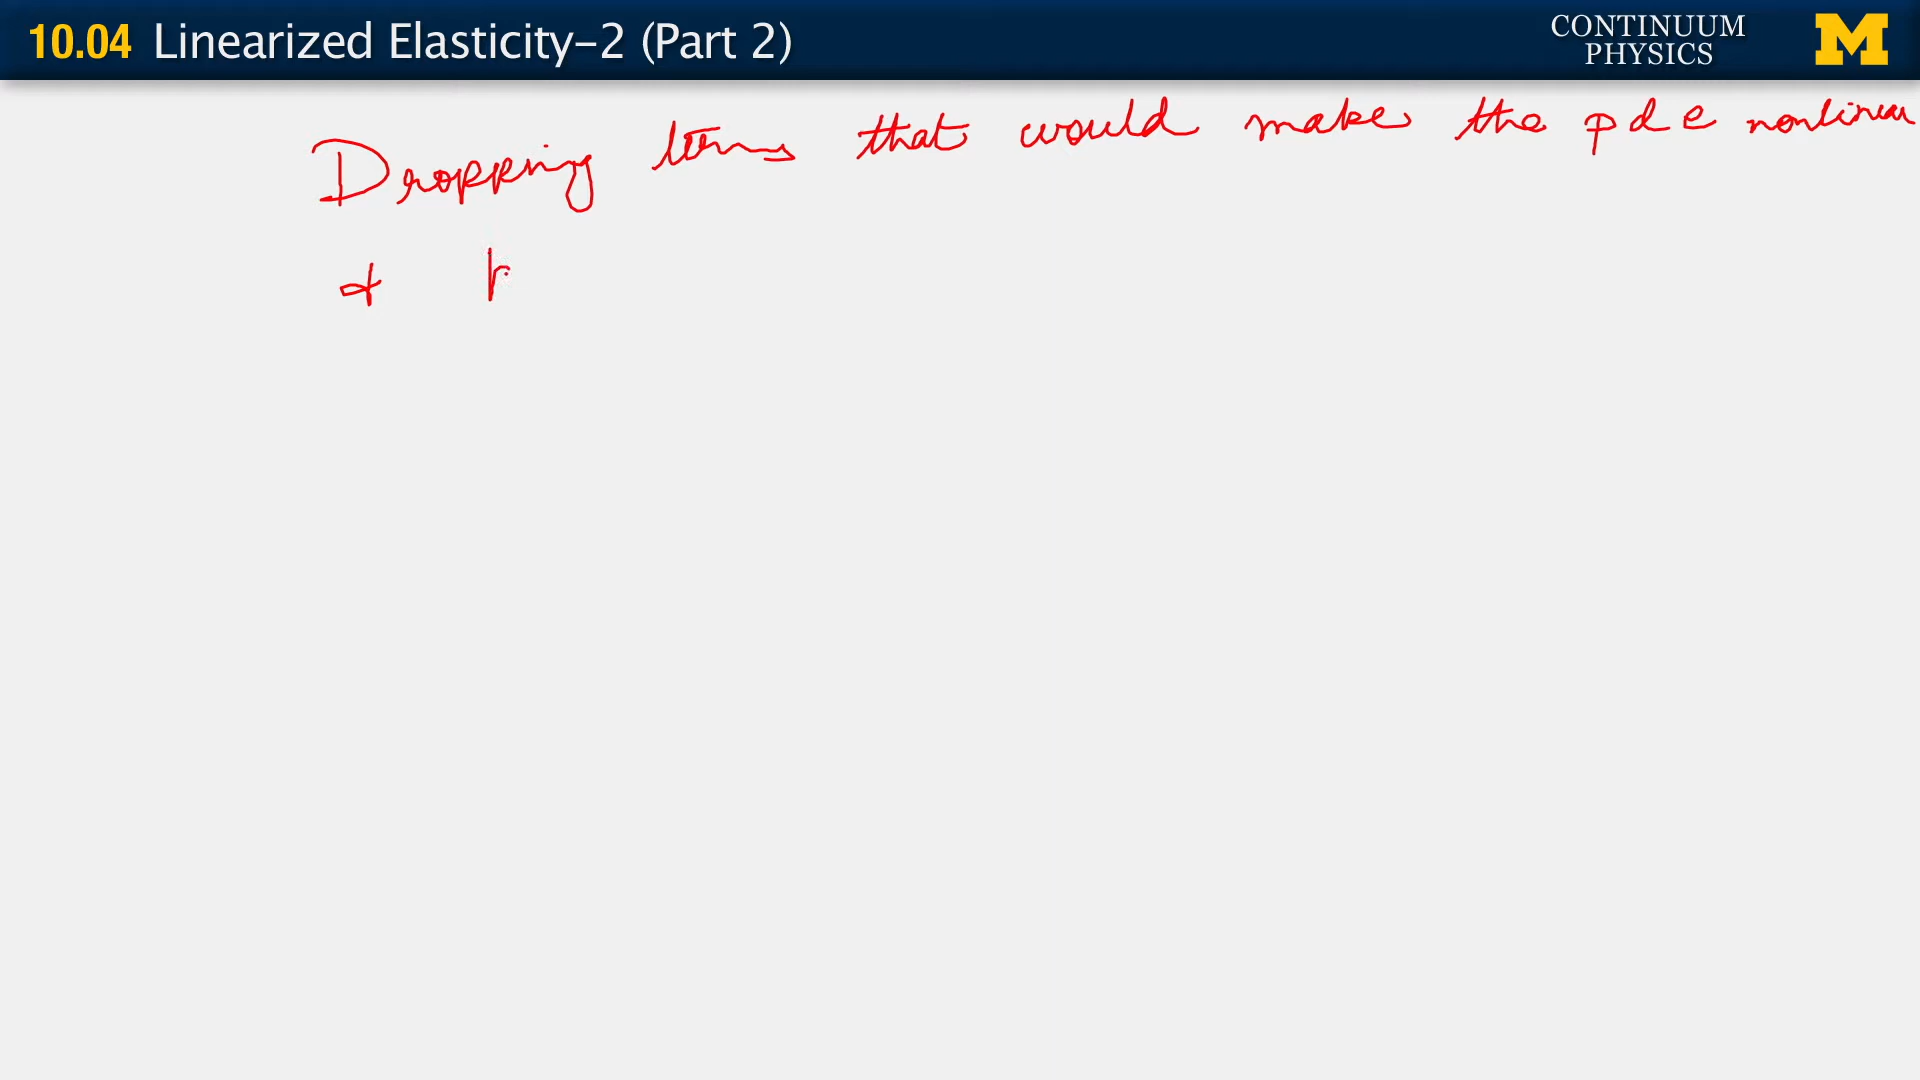 10.04 Linearized Elasticity-2 (Part 2)
CONTINUUM
PHYSICS
M
Dropping terms that would make the pde nonlinear
&